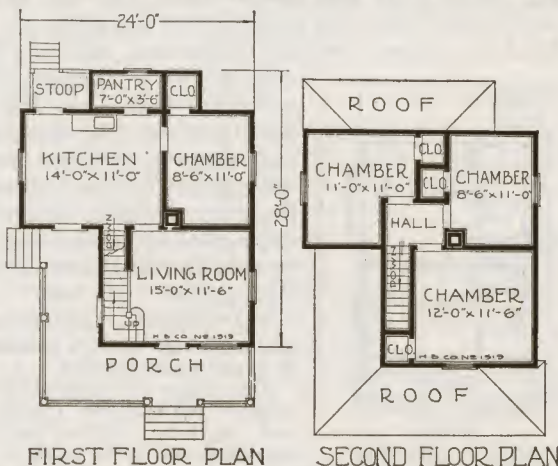 24'-0"
STOOP
PANTRY
7'-0"X3'-6"
CLO
KITCHEN
14'-0"X11'-0"
CHAMBER
8'-6"X11'-0"
28'-0"
DOWN
LIVING ROOM
15'-0"X11'-6"
H B CO NO 1919
PORCH
FIRST FLOOR PLAN
ROOF
CHAMBER
11'-0"X11'-0"
CLO
CLO
CHAMBER
8'-6"X11'-0"
HALL
DOWN
CHAMBER
12'-0"X11'-6"
CLO
H B CO NO 1919
ROOF
SECOND FLOOR PLAN